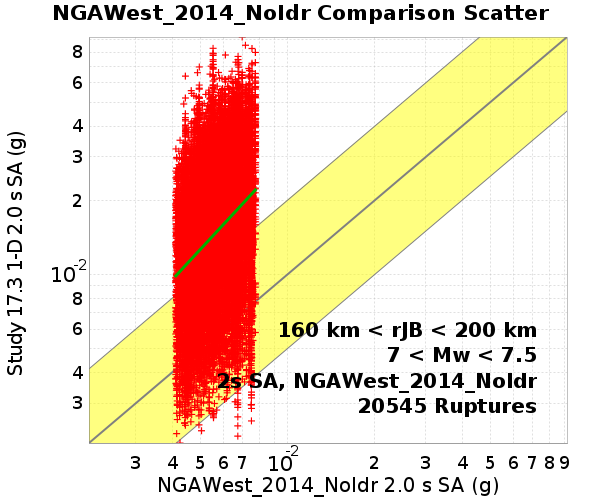 NGAWest_2014_NoIdr Comparison Scatter
8
6
4
3
2
10-2
8
6
4
3
Study 17.3 1-D 2.0 s SA (g)
160 km < rJB < 200 km
7 < Mw < 7.5
2s SA, NGAWest_2014_NoIdr
20545 Ruptures
3 4 5 6 7 10-2 2 3 4 5 6 7 8 9
NGAWest_2014_NoIdr 2.0 s SA (g)